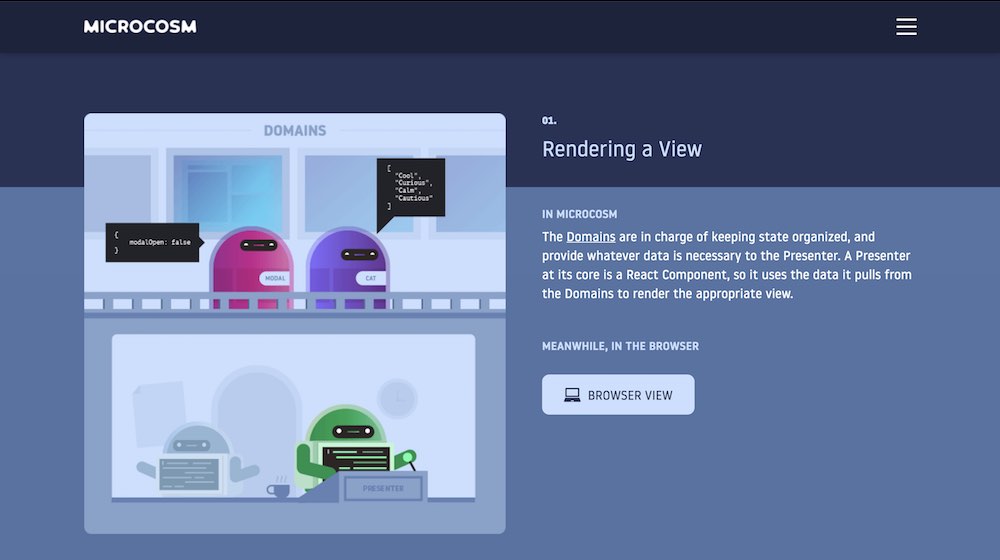 MICROCOSM
DOMAINS
[
"Cool",
"Curious",
"Calm",
"Cautious"
]
{
modalOpen: false
}
MODAL
CAT
PRESENTER
01.
Rendering a View
IN MICROCOSM
The Domains are in charge of keeping state organized, and
provide whatever data is necessary to the Presenter. A Presenter
at its core is a React Component, so it uses the data it pulls from
the Domains to render the appropriate view.
MEANWHILE, IN THE BROWSER
BROWSER VIEW